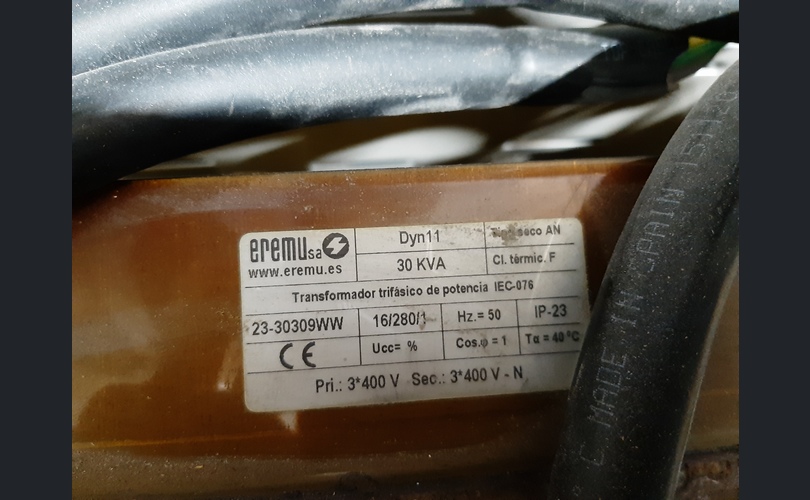 eremu sa
www.eremu.es
Dyn11
seco AN
30 KVA
Cl. térmic. F
Transformador trifásico de potencia IEC-076
23-30309WW
16/280/1
Hz.= 50
IP-23
CE
Ucc= %
Cos.φ = 1
Tα = 40ºC
Pri.: 3*400 V Sec.: 3*400 V - N
C MADE IN SPAIN